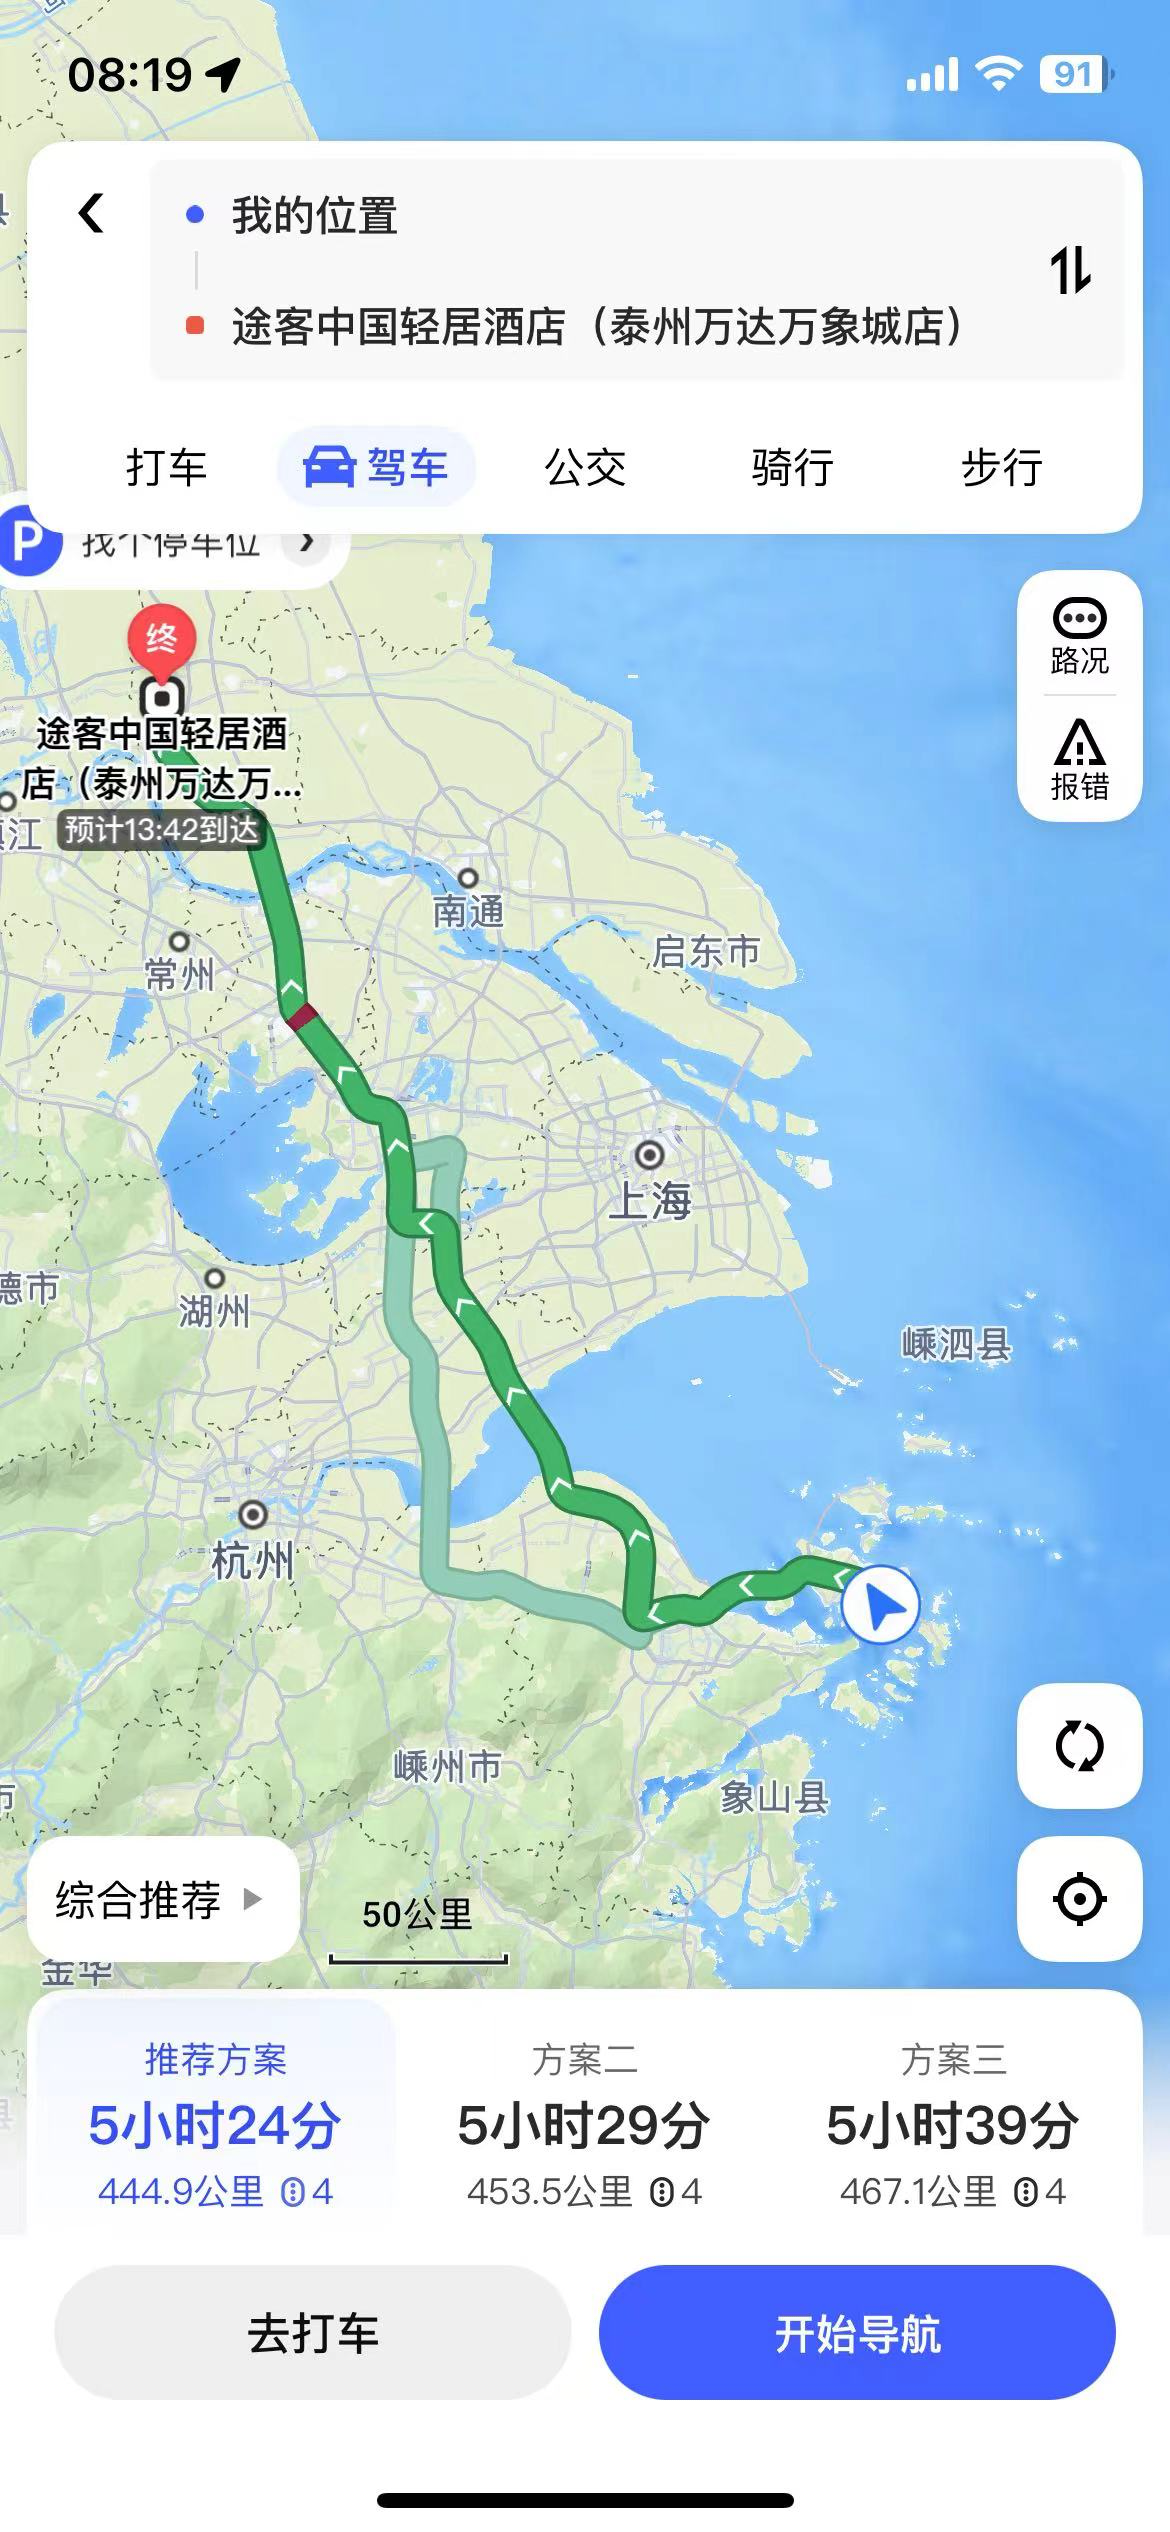 08:19
91
我的位置
途客中国轻居酒店（泰州万达万象城店）
打车
驾车
公交
骑行
步行
P
找个停车位
路况
报错
终
途客中国轻居酒
店（泰州万达万...
预计13:42到达
江
南通
启东市
常州
上海
德市
湖州
嵊泗县
杭州
嵊州市
象山县
市
综合推荐
50公里
金华
县
推荐方案
方案二
方案三
5小时24分
5小时29分
5小时39分
444.9公里 4
453.5公里 4
467.1公里 4
去打车
开始导航